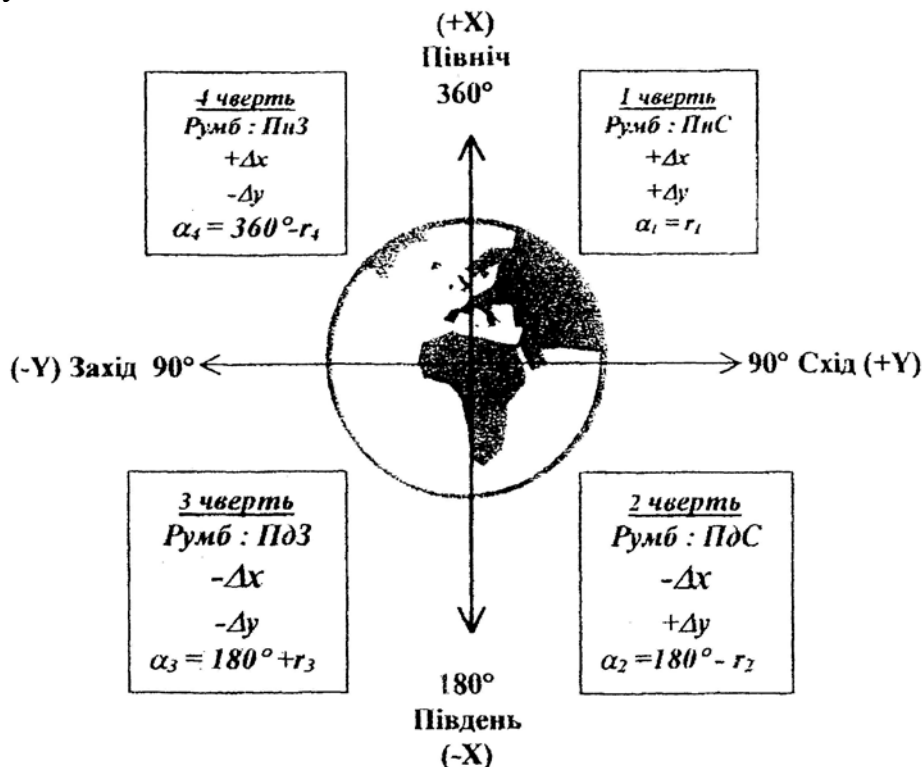 (+X)
Північ
360°
4 чверть
Румб : ПнЗ
+Δx
-Δy
α₄ = 360°-r₄
1 чверть
Румб : ПнС
+Δx
+Δy
α₁ = r₁
(-Y) Захід 90°
90° Схід (+Y)
3 чверть
Румб : ПдЗ
-Δx
-Δy
α₃ = 180°+r₃
2 чверть
Румб : ПдС
-Δx
+Δy
α₂ =180°- r₂
180°
Південь
(-X)